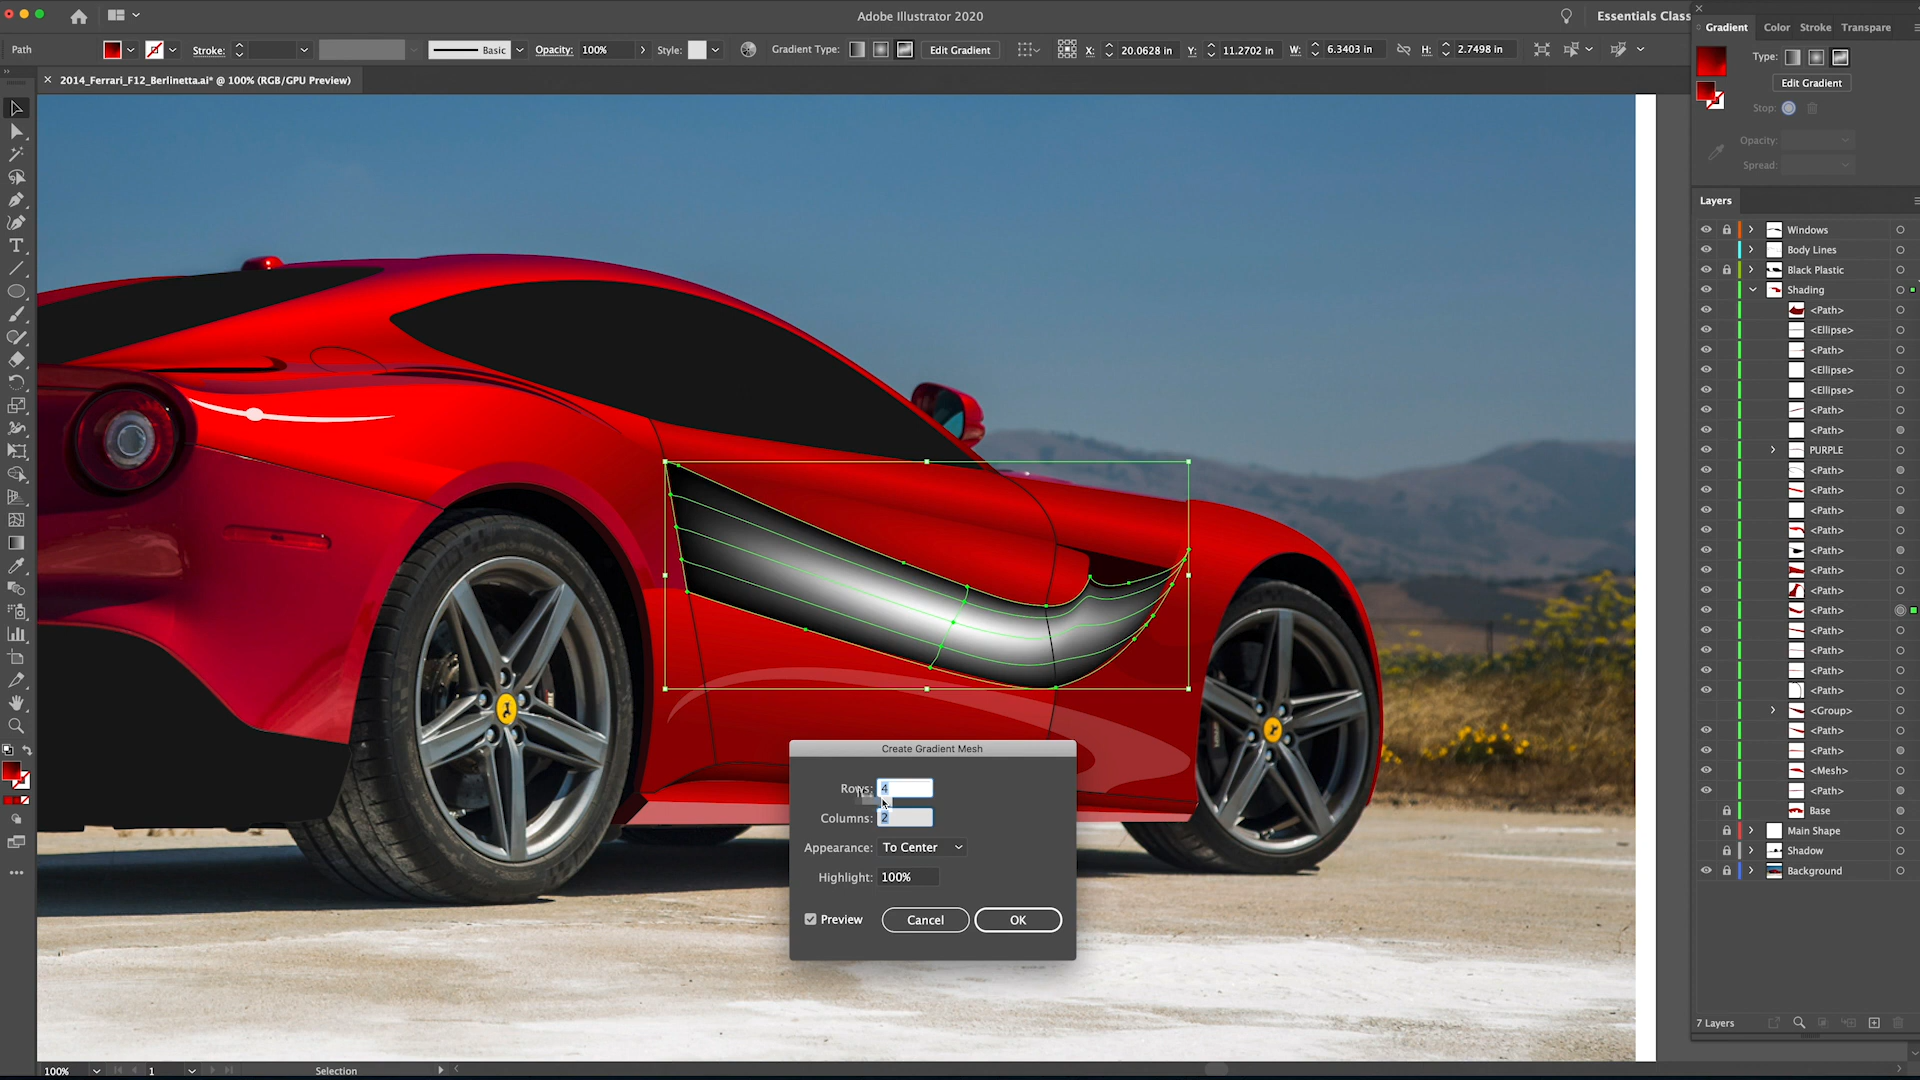 Adobe Illustrator 2020
Essentials Class
Path
Stroke:
Basic
Opacity: 100%
Style:
Gradient Type:
Edit Gradient
X: 20.0628 in
Y: 11.2702 in
W: 6.3403 in
H: 2.7498 in
2014_Ferrari_F12_Berlinetta.ai* @ 100% (RGB/GPU Preview)
Gradient Color Stroke Transpare
Type:
Edit Gradient
Stop:
Opacity:
Spread:
Layers
Windows
Body Lines
Black Plastic
Shading
<Path>
<Ellipse>
<Path>
<Ellipse>
<Ellipse>
<Path>
<Path>
PURPLE
<Path>
<Path>
<Path>
<Path>
<Path>
<Path>
<Path>
<Path>
<Path>
<Path>
<Path>
<Path>
<Group>
<Path>
<Path>
<Mesh>
<Path>
Base
Main Shape
Shadow
Background
7 Layers
Create Gradient Mesh
Rows: 4
Columns: 2
Appearance: To Center
Highlight: 100%
Preview
Cancel
OK
100%
1
Selection